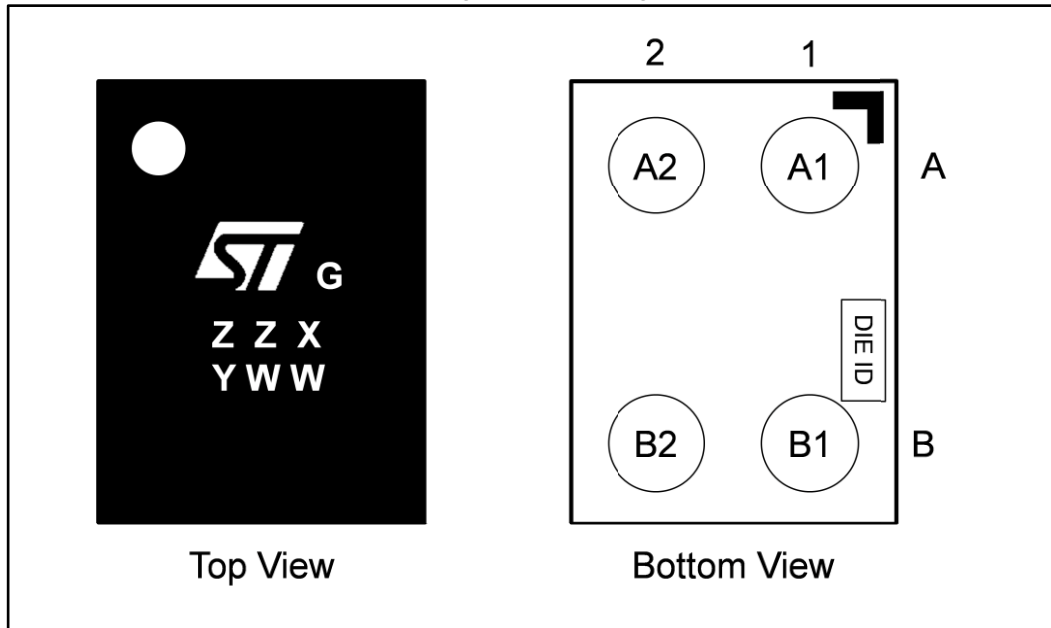 ST G
Z Z X
Y W W
Top View
2 1
A2 A1 A
DIE ID
B2 B1 B
Bottom View